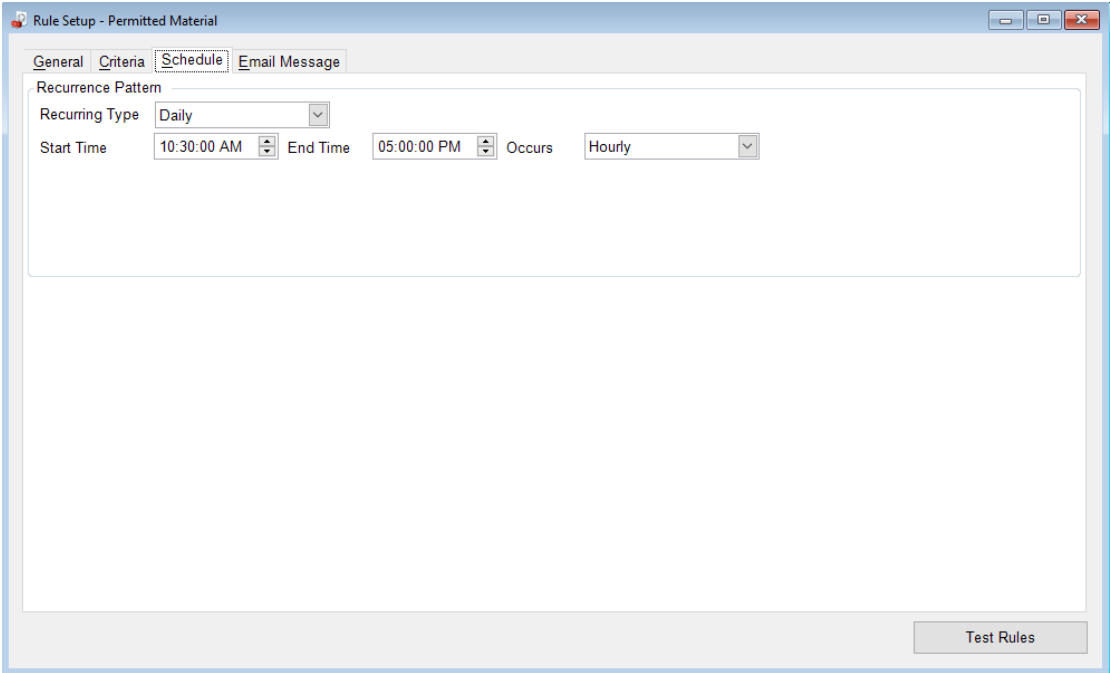 Rule Setup - Permitted Material
General Criteria Schedule Email Message
Recurrence Pattern
Recurring Type Daily
Start Time 10:30:00 AM End Time 05:00:00 PM Occurs Hourly
Test Rules